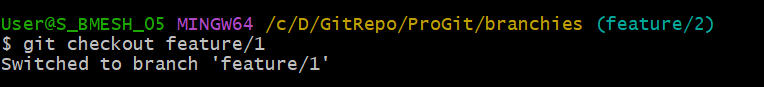 User@S_BMESH_05 MINGW64 /c/D/GitRepo/ProGit/branchies (feature/2)
$ git checkout feature/1
Switched to branch 'feature/1'